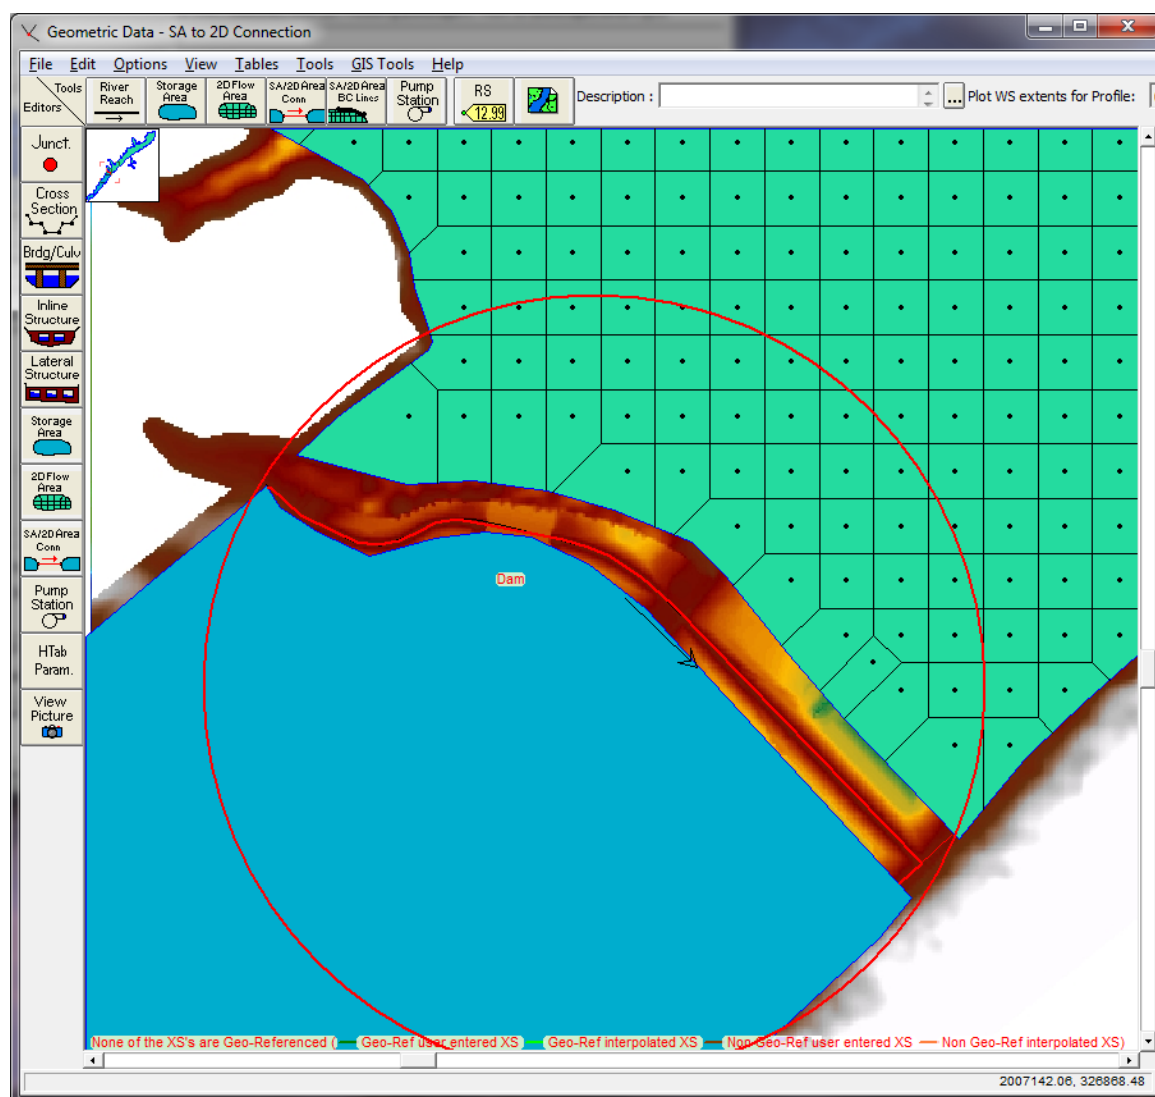 Geometric Data - SA to 2D Connection
File Edit Options View Tables Tools GIS Tools Help
Tools
Editors
River
Reach
Storage
Area
2D Flow
Area
SA/2D Area
Conn
SA/2D Area
BC Lines
Pump
Station
RS
12.99
Description :
...
Plot WS extents for Profile:
Junct.
Cross
Section
Brdg/Culv
Inline
Structure
Lateral
Structure
Storage
Area
2D Flow
Area
SA/2D Area
Conn
Pump
Station
HTab
Param.
View
Picture
Dam
None of the XS's are Geo-Referenced ( Geo-Ref user entered XS Geo-Ref interpolated XS Non Geo-Ref user entered XS Non Geo-Ref interpolated XS)
2007142.06, 326868.48